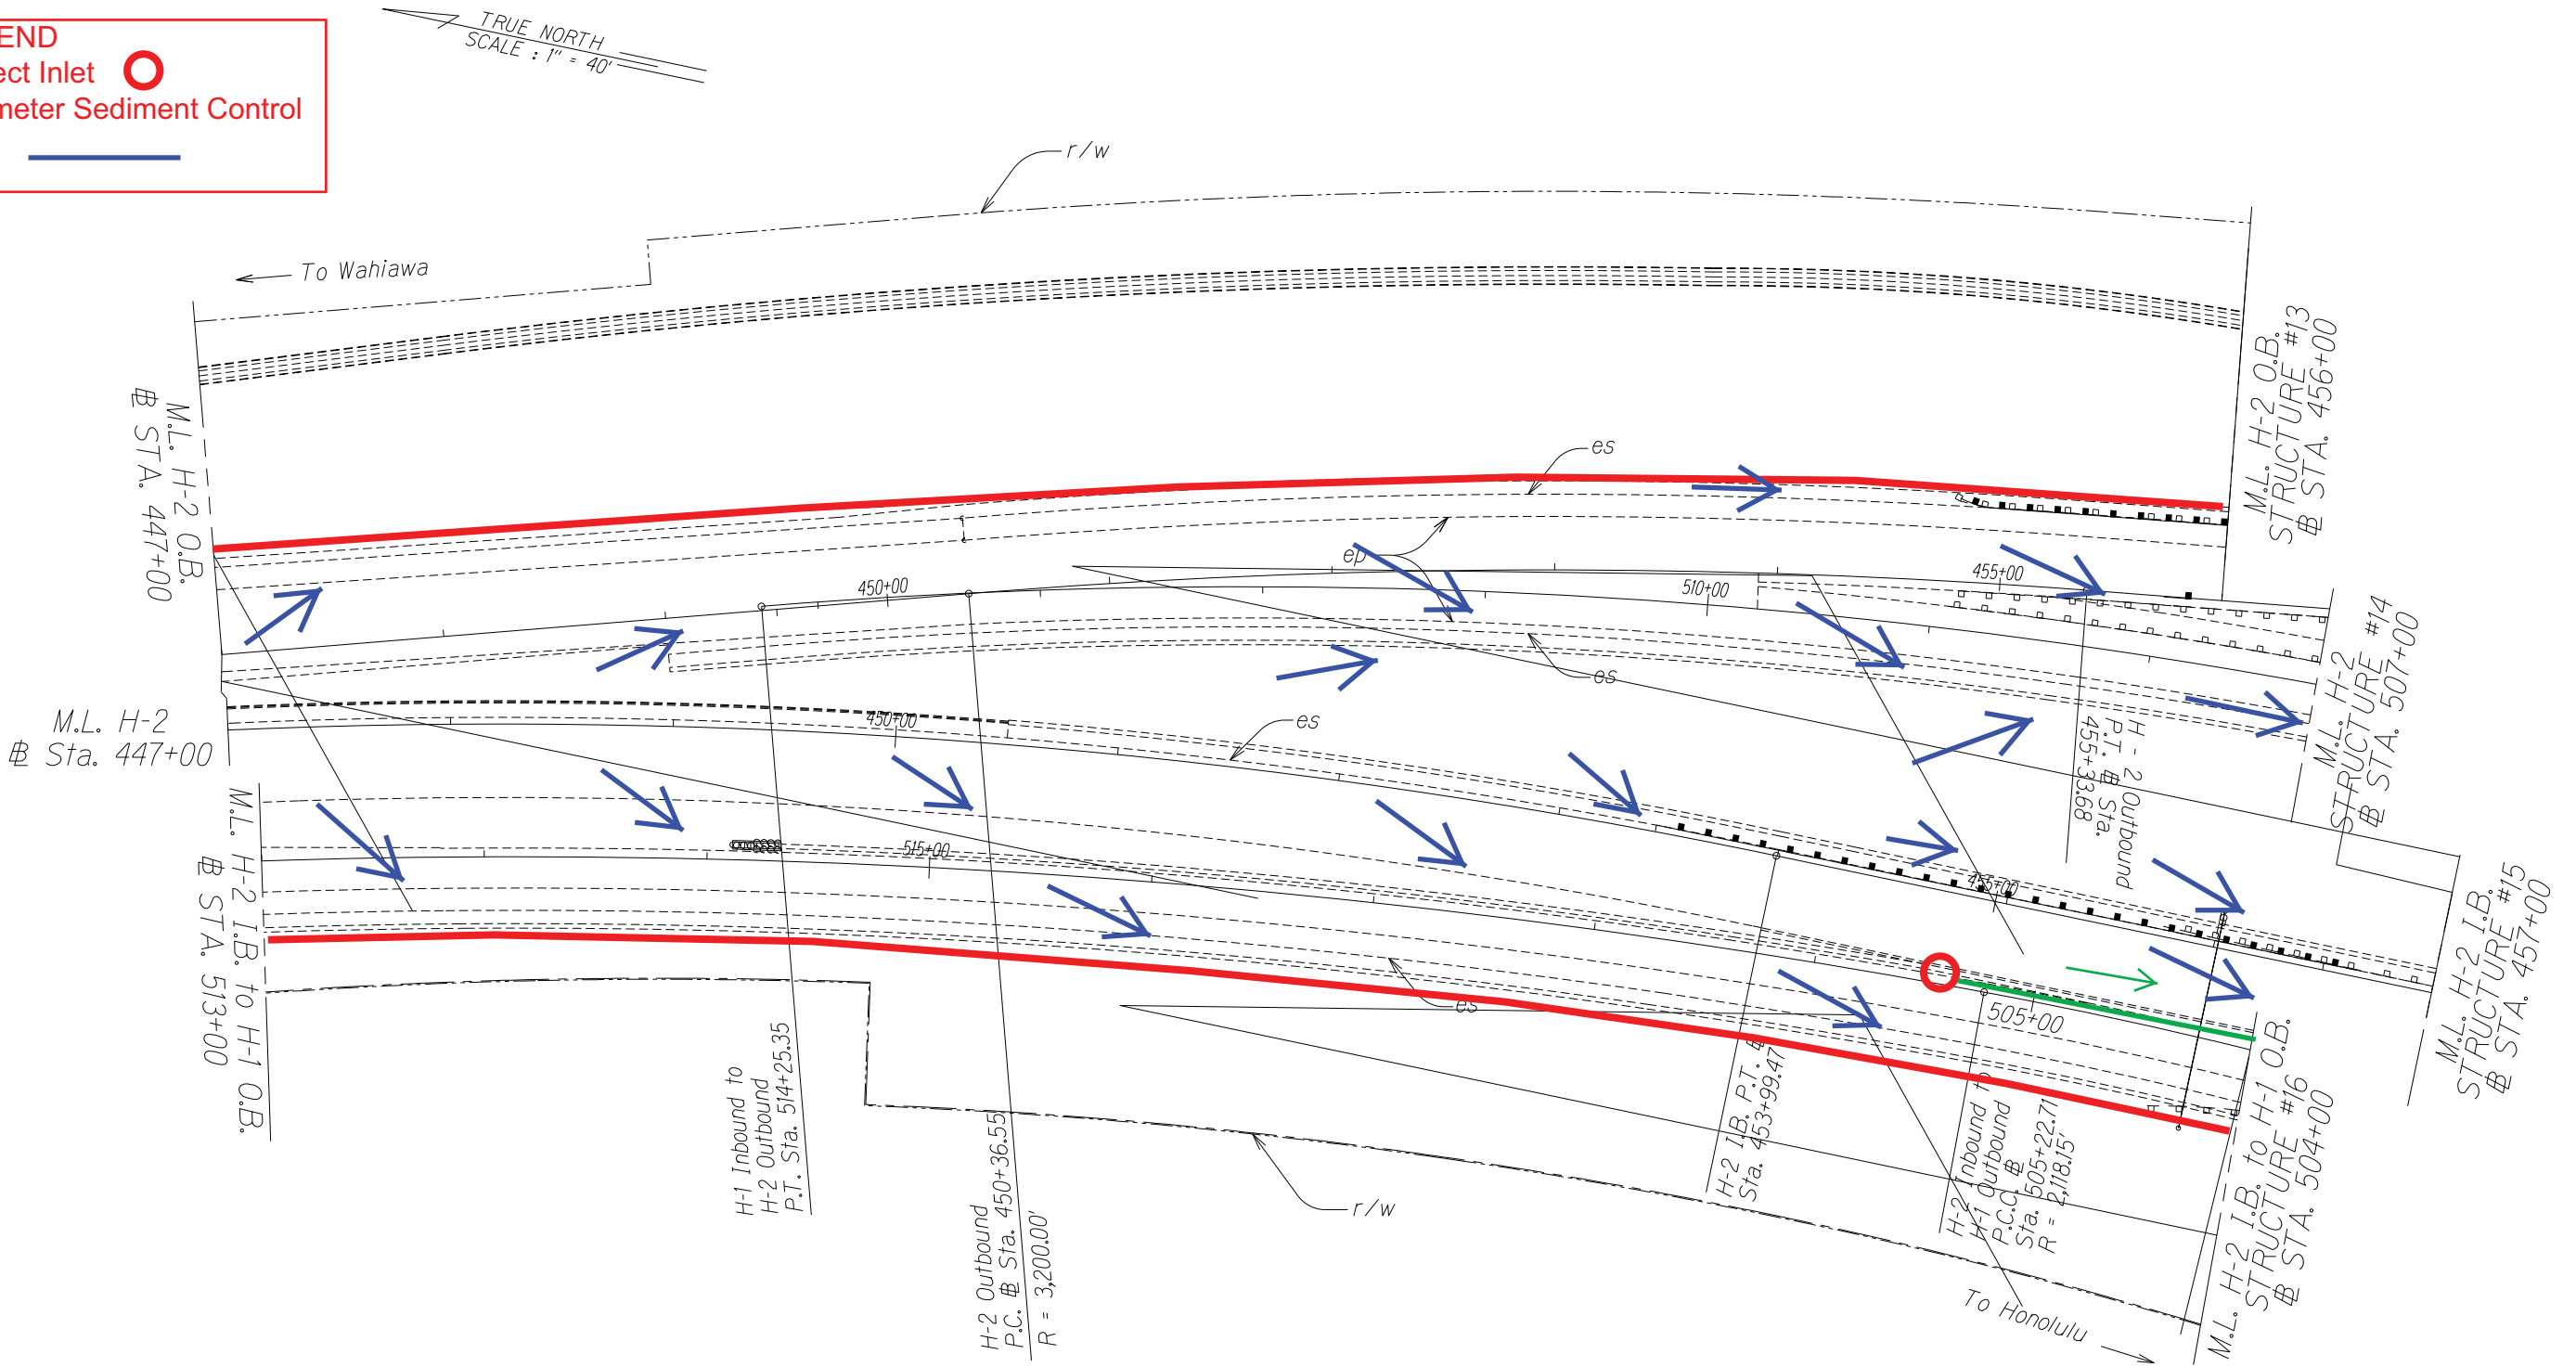 END
ect Inlet
meter Sediment Control
TRUE NORTH
SCALE : 1" = 40'
r/w
To Wahiawa
M.L. H-2 O.B.
℄ STA. 447+00
M.L. H-2
℄ Sta. 447+00
M.L. H-2 I.B. to H-1 O.B.
℄ STA. 513+00
es
ep
450+00
510+00
455+00
es
es
450+00
515+00
455+00
505+00
es
r/w
M.L. H-2 O.B.
STRUCTURE #13
℄ STA. 456+00
M.L. H-2
STRUCTURE #14
℄ STA. 507+00
H - 2 Outbound
P.T. ℄ Sta.
455+33.68
M.L. H-2 I.B.
STRUCTURE #15
℄ STA. 457+00
M.L. H-2 I.B. to H-1 O.B.
STRUCTURE #16
℄ STA. 504+00
H-1 Inbound to
H-2 Outbound
P.T. Sta. 514+25.35
H-2 Outbound
P.C. ℄ Sta. 450+36.55
R = 3,200.00'
H-2 I.B. P.T. ℄
Sta. 453+99.47
H-2 Inbound to
H-1 Outbound
P.C.C. ℄
Sta. 505+22.71
R = 2,118.15'
To Honolulu